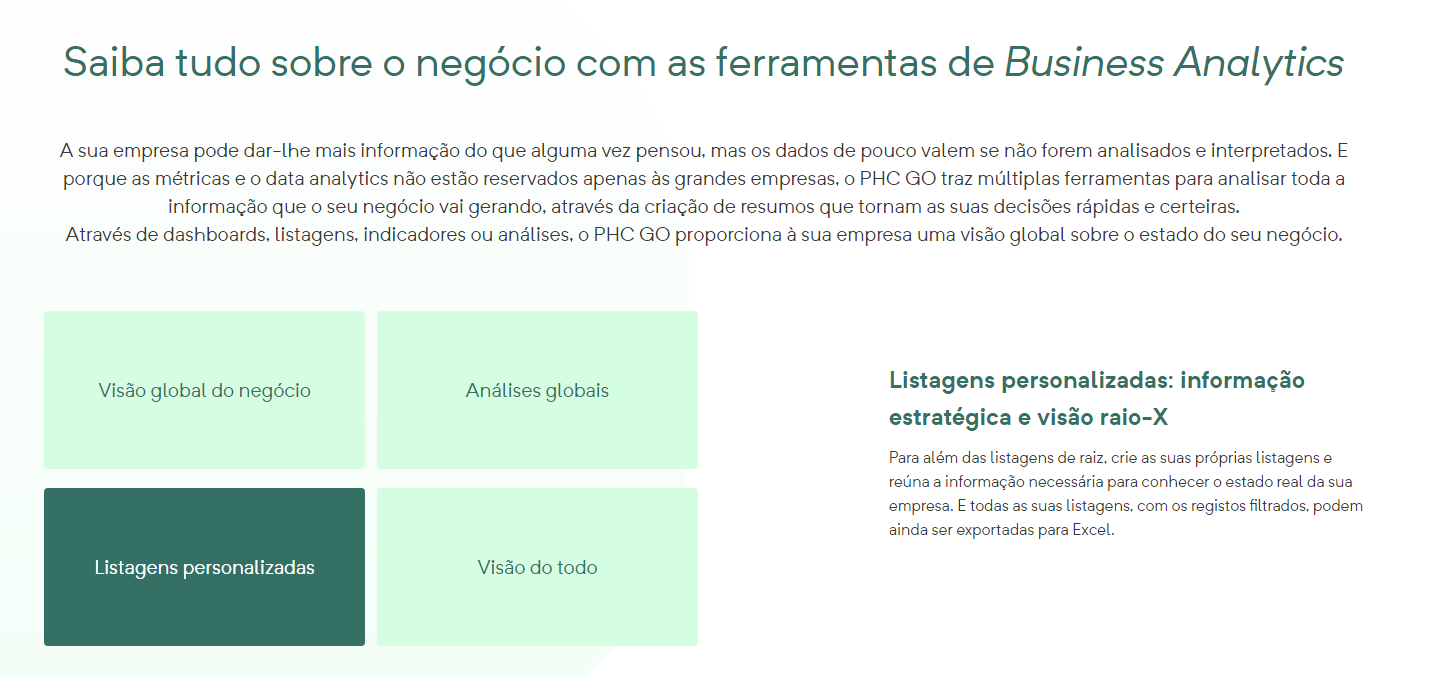 Saiba tudo sobre o negócio com as ferramentas de Business Analytics
A sua empresa pode dar-lhe mais informação do que alguma vez pensou, mas os dados de pouco valem se não forem analisados e interpretados. E
porque as métricas e o data analytics não estão reservados apenas às grandes empresas, o PHC GO traz múltiplas ferramentas para analisar toda a
informação que o seu negócio vai gerando, através da criação de resumos que tornam as suas decisões rápidas e certeiras.
Através de dashboards, listagens, indicadores ou análises, o PHC GO proporciona à sua empresa uma visão global sobre o estado do seu negócio.
Visão global do negócio
Análises globais
Listagens personalizadas
Visão do todo
Listagens personalizadas: informação
estratégica e visão raio-X
Para além das listagens de raiz, crie as suas próprias listagens e
reúna a informação necessária para conhecer o estado real da sua
empresa. E todas as suas listagens, com os registos filtrados, podem
ainda ser exportadas para Excel.